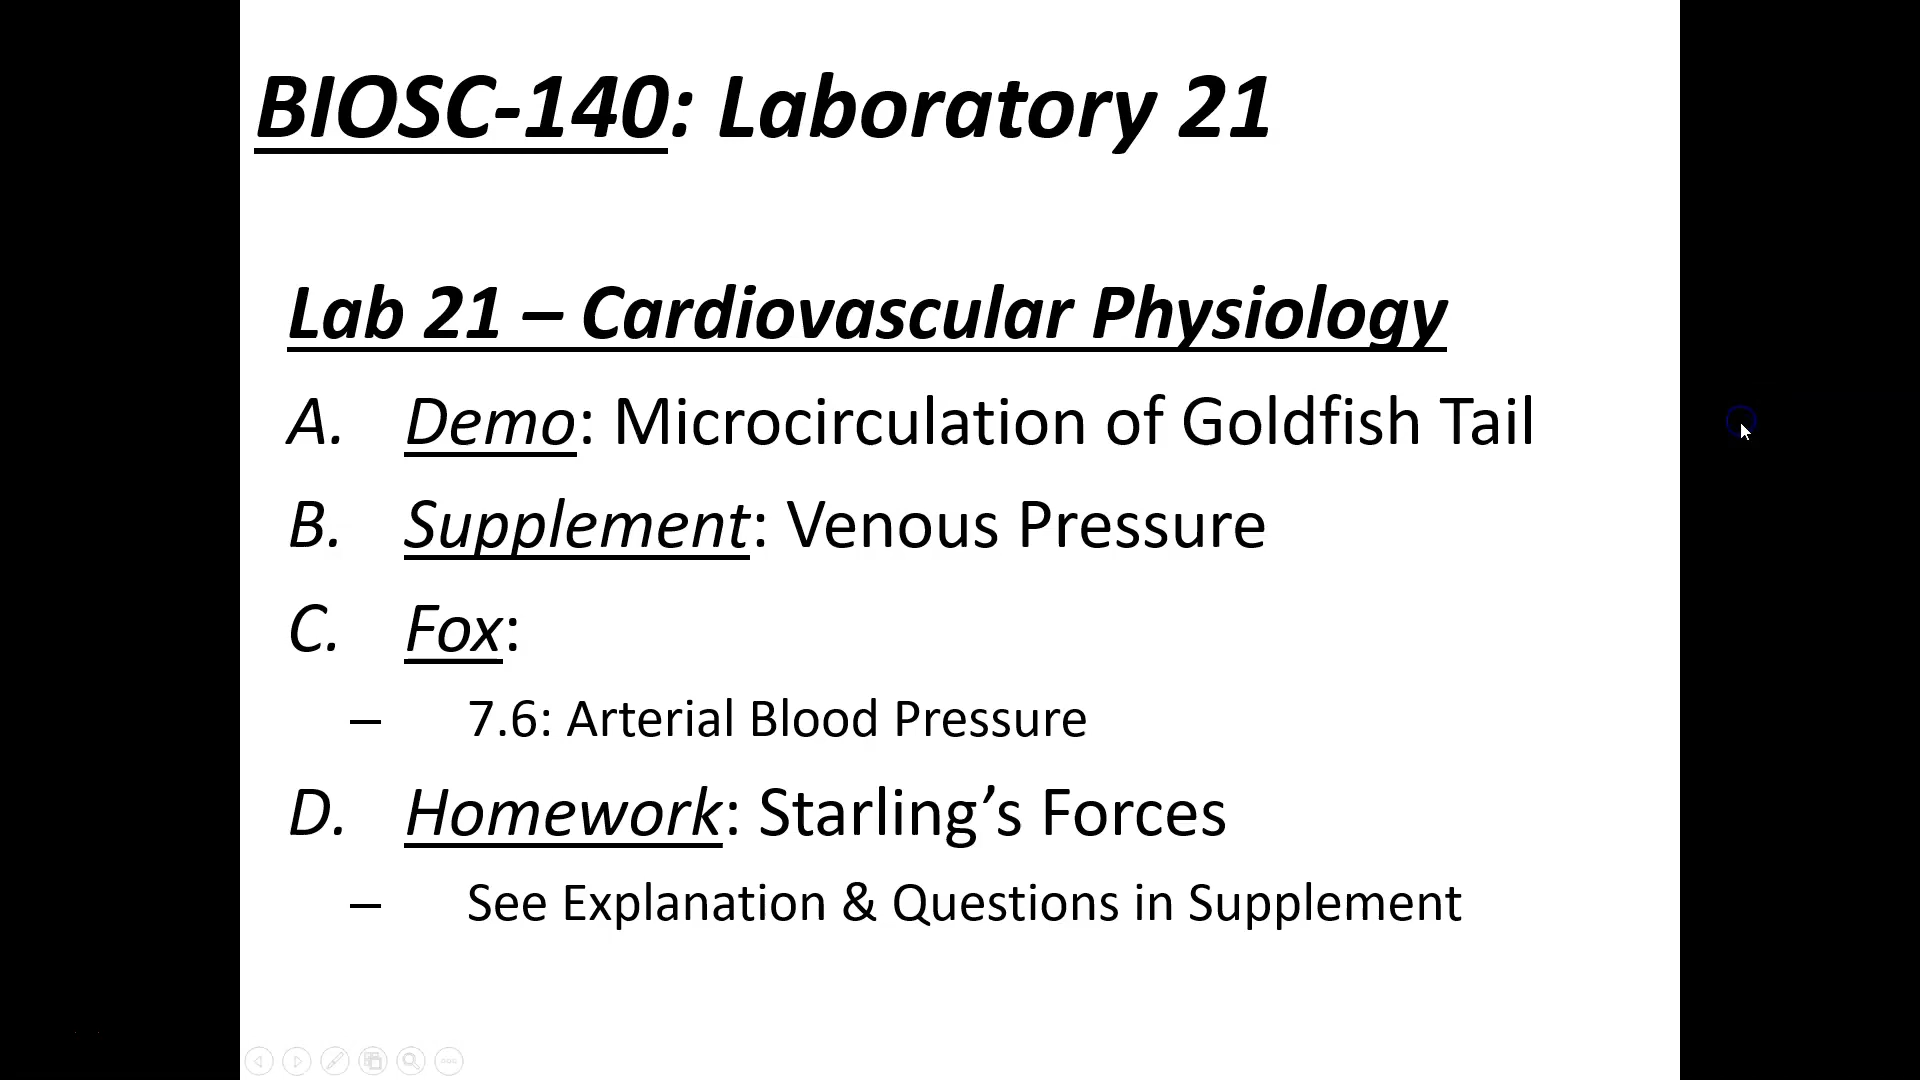 BIOSC-140: Laboratory 21
Lab 21 – Cardiovascular Physiology
A. Demo: Microcirculation of Goldfish Tail
B. Supplement: Venous Pressure
C. Fox:
– 7.6: Arterial Blood Pressure
D. Homework: Starling’s Forces
– See Explanation & Questions in Supplement